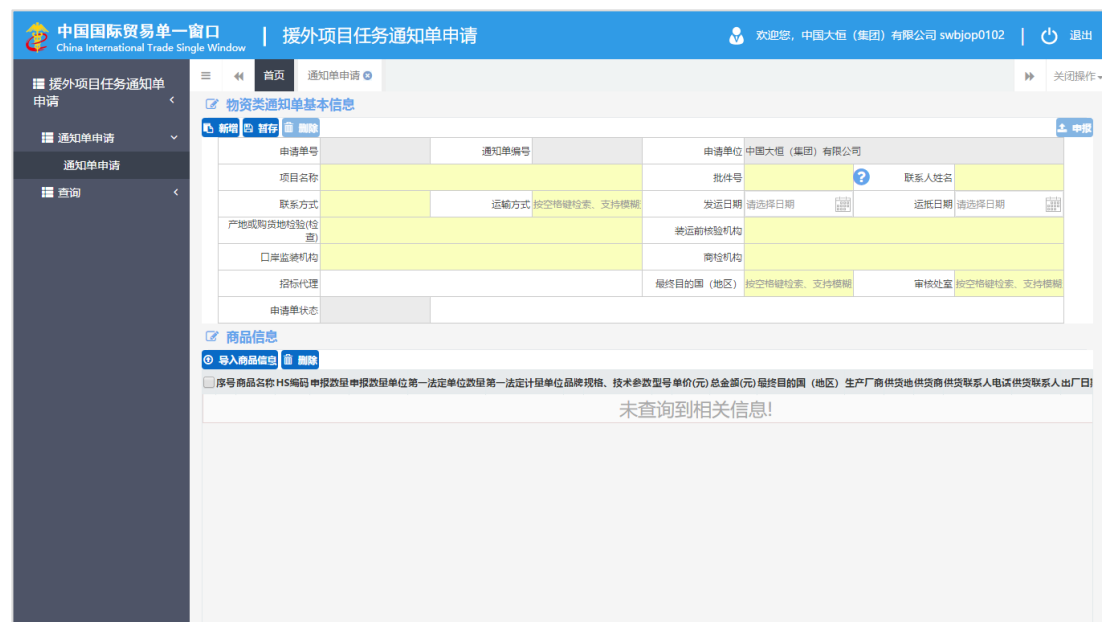 中国国际贸易单一窗口
China International Trade Single Window
援外项目任务通知单申请
欢迎您，中国大恒（集团）有限公司 swbjop0102
退出
援外项目任务通知单申请
通知单申请
通知单申请
查询
首页
通知单申请
关闭操作
物资类通知单基本信息
新增 暂存 删除 申报
申请单号 通知单编号 申请单位 中国大恒（集团）有限公司
项目名称 批件号 ? 联系人姓名
联系方式 运输方式 按空格键检索、支持模糊 发运日期 请选择日期 运抵日期 请选择日期
产地或购货地检验(检查) 装运前核验机构
口岸监装机构 商检机构
招标代理 最终目的国（地区） 按空格键检索、支持模糊 审核处室 按空格键检索、支持模糊
申请单状态
商品信息
导入商品信息 删除
序号 商品名称 HS编码 申报数量 申报数量单位 第一法定单位数量 第一法定计量单位 品牌 规格、技术参数 型号 单价(元) 总金额(元) 最终目的国（地区） 生产厂商 供货地 供货商 供货联系人电话 供货联系人 出厂日
未查询到相关信息!